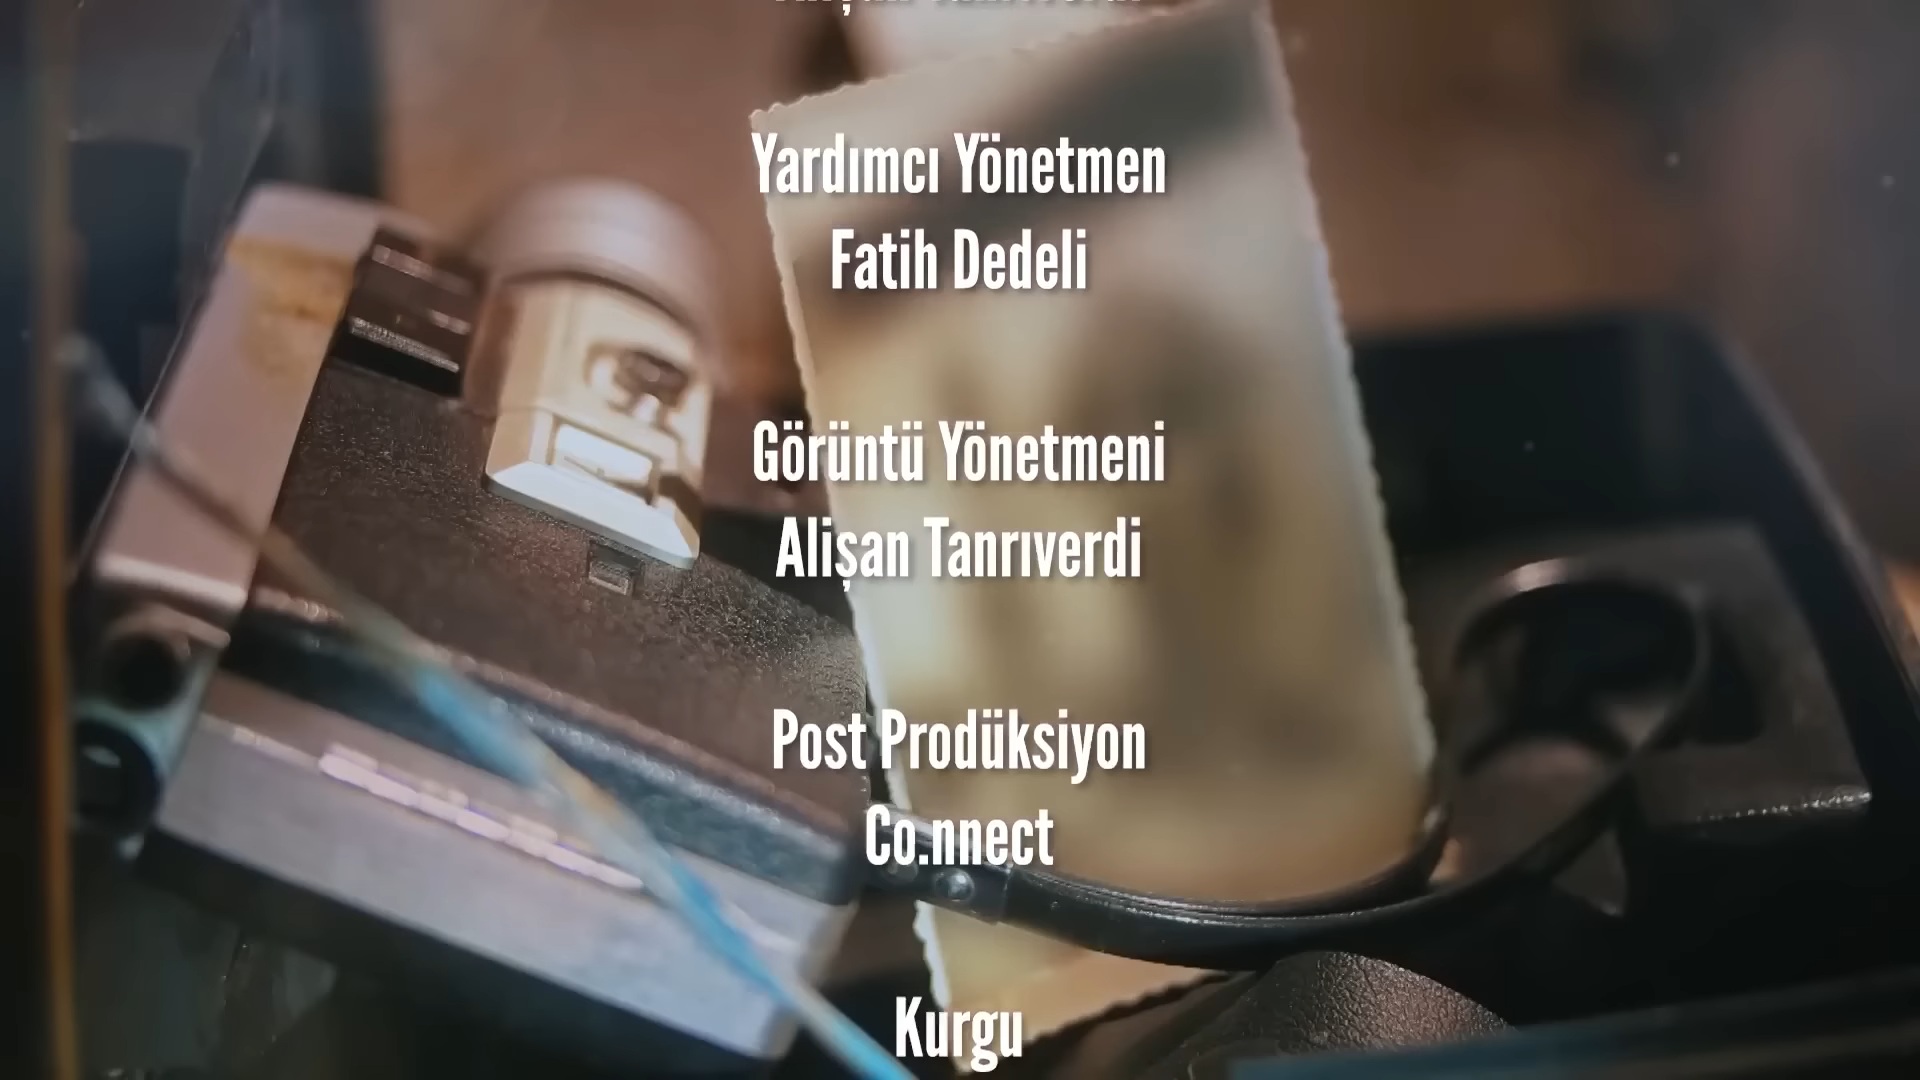 Yardımcı Yönetmen
Fatih Dedeli
Görüntü Yönetmeni
Alişan Tanrıverdi
Post Prodüksiyon
Co.nnect
Kurgu